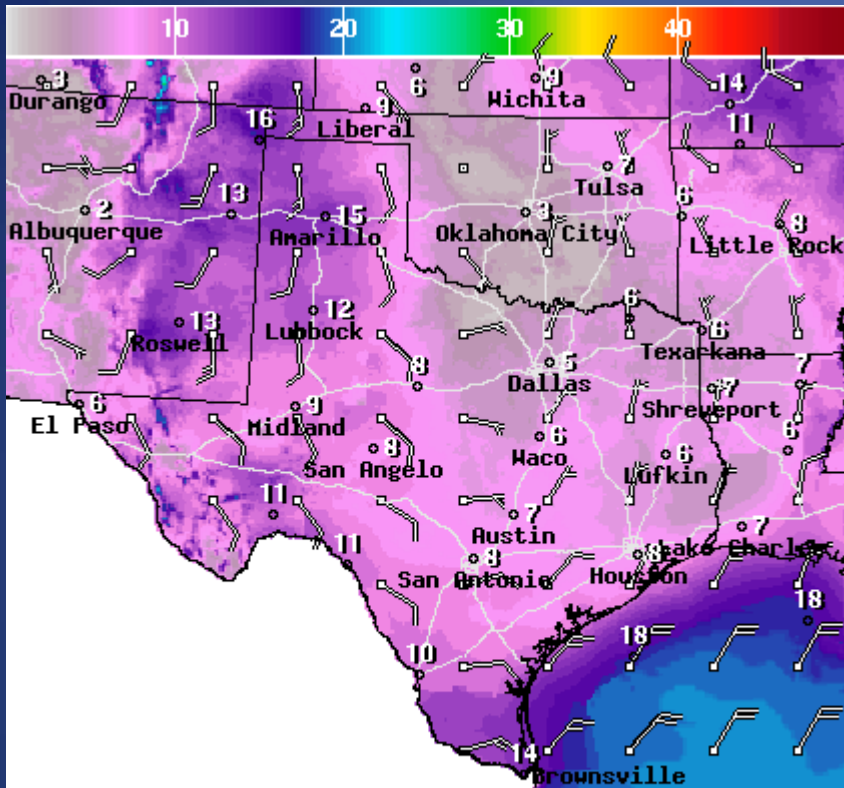 10 20 30 40
3
Durango
6
9
Wichita
9
Liberal
14
16
11
7
Tulsa
2
Albuquerque
13
15
Amarillo
3
Oklahoma City
6
8
Little Rock
13
Roswell
12
Lubbock
6
6
Texarkana
8
5
Dallas
7
7
Shreveport
6
El Paso
9
Midland
8
San Angelo
6
Waco
6
Lufkin
6
11
7
Austin
7
Lake Charles
11
8
San Antonio
8
Houston
18
18
10
14
Brownsville